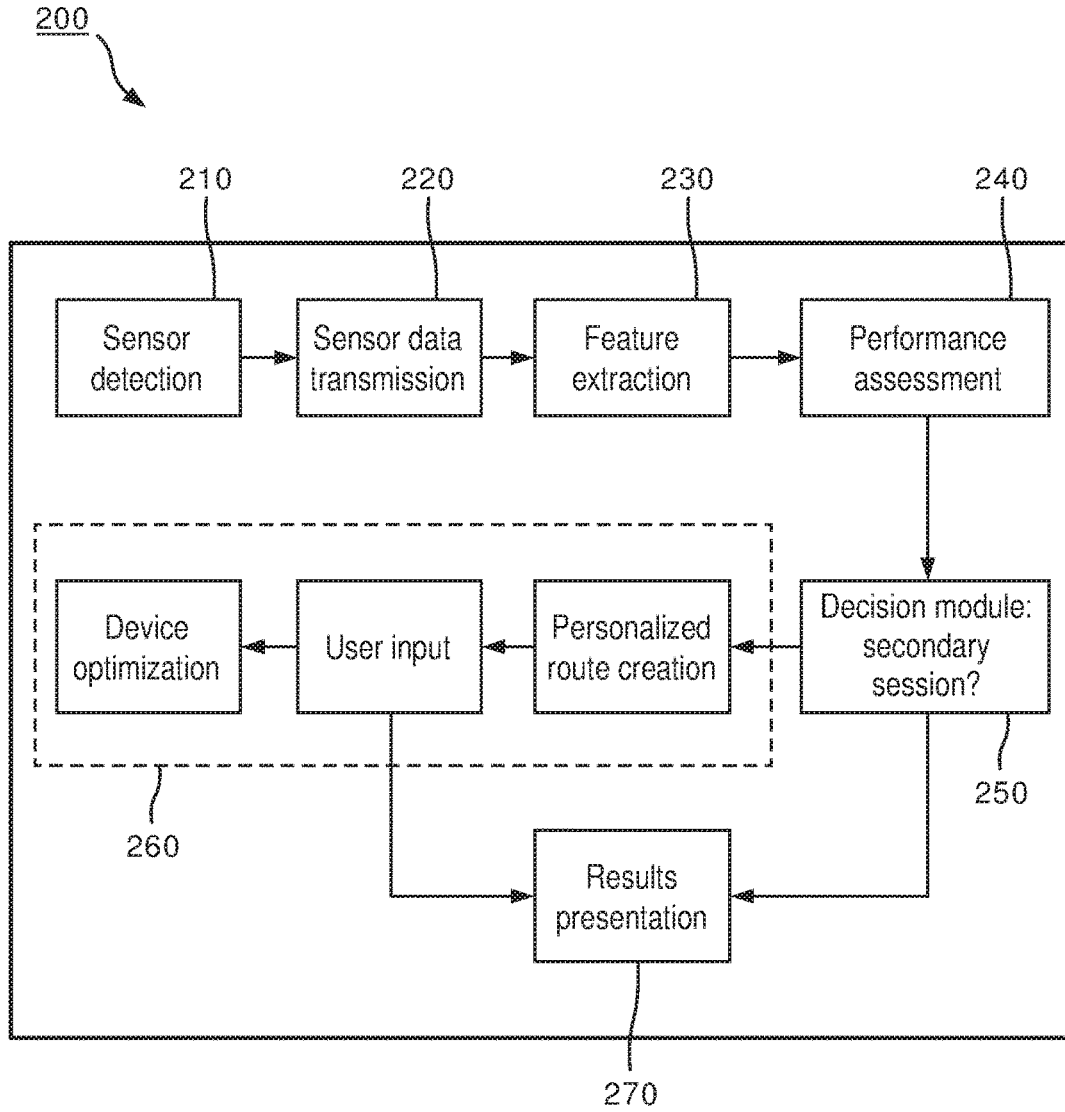 200
210
220
230
240
Sensor
detection
Sensor data
transmission
Feature
extraction
Performance
assessment
Device
optimization
User input
Personalized
route creation
Decision module:
secondary
session?
250
260
Results
presentation
270